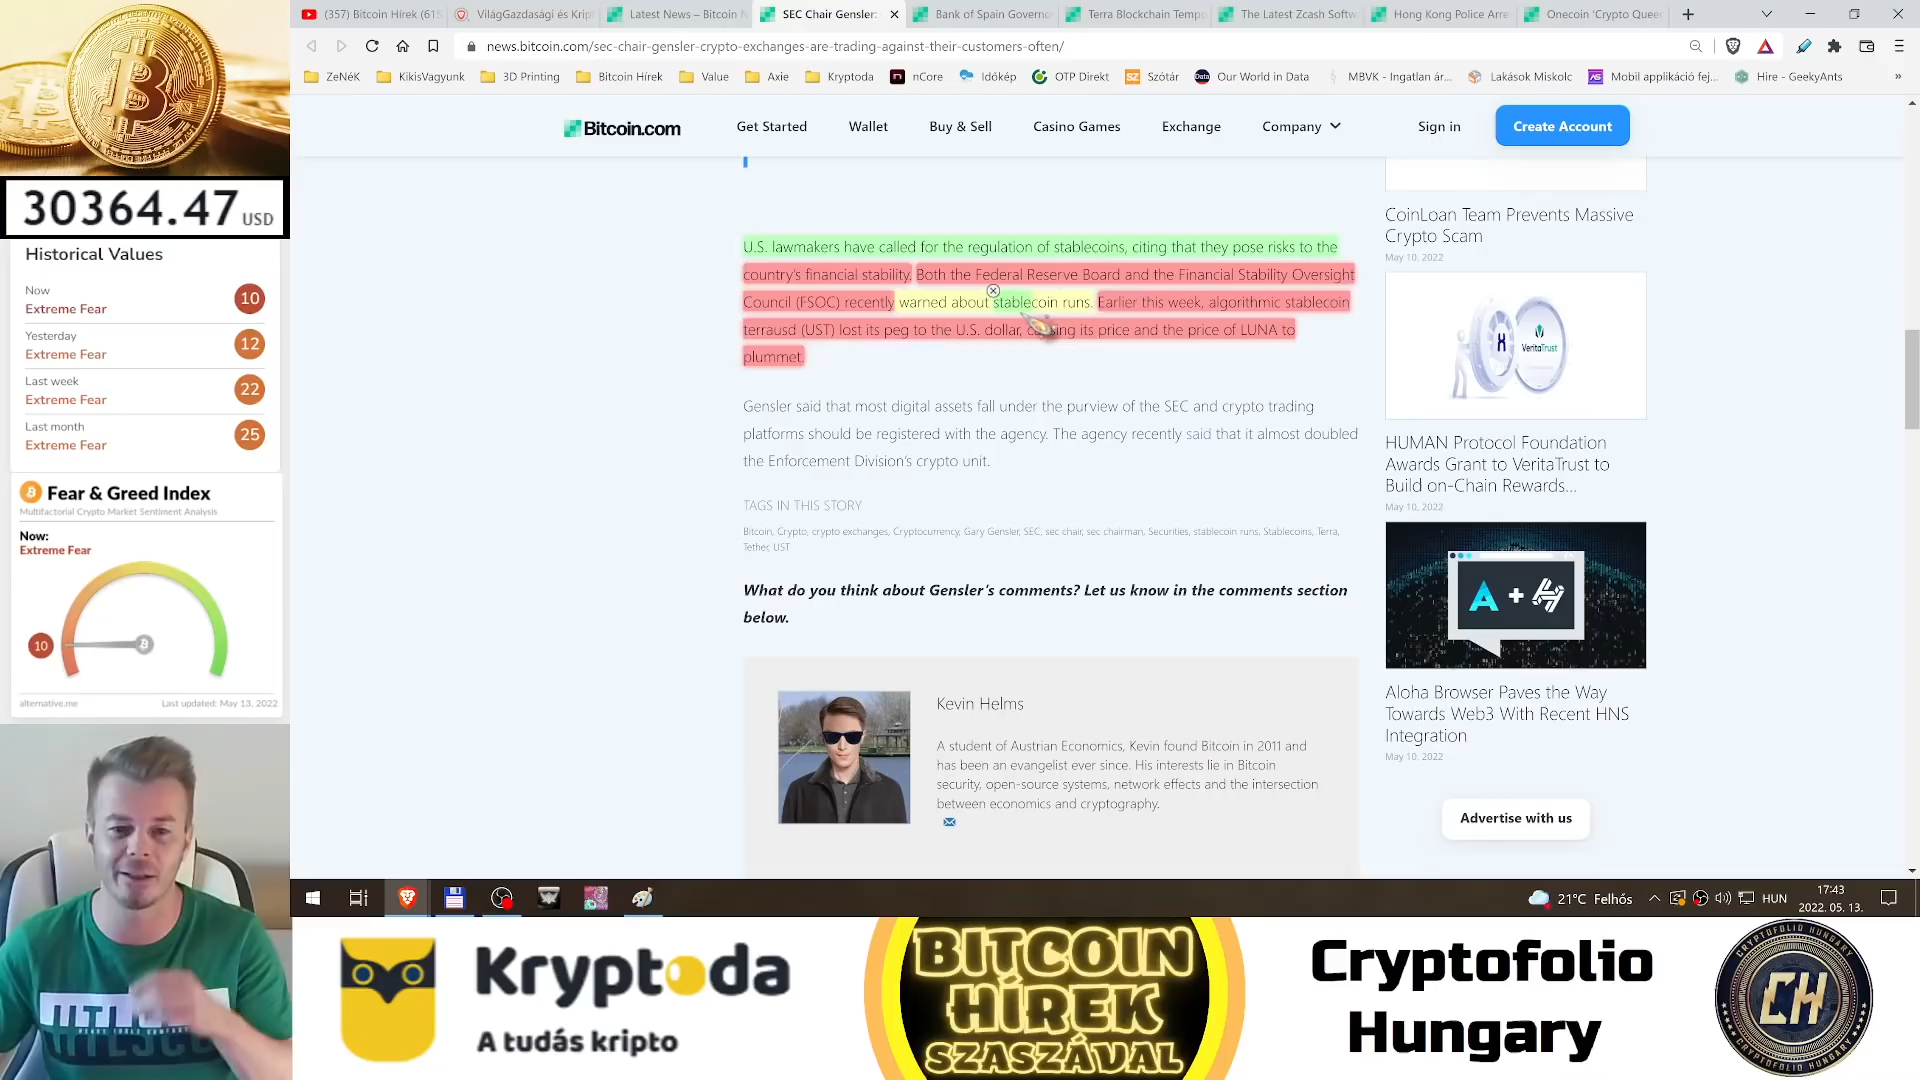 (357) Bitcoin Hírek (615
VilágGazdasági és Krip
Latest News – Bitcoin N
SEC Chair Gensler:
Bank of Spain Governo
Terra Blockchain Temp
The Latest Zcash Softw
Hong Kong Police Arre
Onecoin 'Crypto Quee
news.bitcoin.com/sec-chair-gensler-crypto-exchanges-are-trading-against-their-customers-often/
ZeNéK
KikisVagyunk
3D Printing
Bitcoin Hírek
Value
Axie
Kryptoda
nCore
Időkép
OTP Direkt
Szótár
Our World in Data
MBVK - Ingatlan ár...
Lakások Miskolc
Mobil applikáció fej...
Hire - GeekyAnts
»
Bitcoin.com
Get Started
Wallet
Buy & Sell
Casino Games
Exchange
Company
Sign in
Create Account
30364.47 USD
Historical Values
Now
Extreme Fear
10
Yesterday
Extreme Fear
12
Last week
Extreme Fear
22
Last month
Extreme Fear
25
Fear & Greed Index
Multifactorial Crypto Market Sentiment Analysis
Now:
Extreme Fear
10
alternative.me
Last updated: May 13, 2022
U.S. lawmakers have called for the regulation of stablecoins, citing that they pose risks to the
country's financial stability. Both the Federal Reserve Board and the Financial Stability Oversight
Council (FSOC) recently warned about stablecoin runs. Earlier this week, algorithmic stablecoin
terrausd (UST) lost its peg to the U.S. dollar, causing its price and the price of LUNA to
plummet.
Gensler said that most digital assets fall under the purview of the SEC and crypto trading
platforms should be registered with the agency. The agency recently said that it almost doubled
the Enforcement Division's crypto unit.
TAGS IN THIS STORY
Bitcoin, Crypto, crypto exchanges, Cryptocurrency, Gary Gensler, SEC, sec chair, sec chairman, Securities, stablecoin runs, Stablecoins, Terra,
Tether, UST
What do you think about Gensler's comments? Let us know in the comments section
below.
Kevin Helms
A student of Austrian Economics, Kevin found Bitcoin in 2011 and
has been an evangelist ever since. His interests lie in Bitcoin
security, open-source systems, network effects and the intersection
between economics and cryptography.
CoinLoan Team Prevents Massive
Crypto Scam
May 10, 2022
VeritaTrust
HUMAN Protocol Foundation
Awards Grant to VeritaTrust to
Build on-Chain Rewards...
May 10, 2022
Aloha Browser Paves the Way
Towards Web3 With Recent HNS
Integration
May 10, 2022
Advertise with us
21°C Felhős
HUN
17:43
2022. 05. 13.
Kryptoda
A tudás kripto
BITCOIN
HÍREK
SZASZÁVAL
Cryptofolio
Hungary
CRYPTOFOLIO HUNGARY
CH
CRYPTOFOLIO HUNGARY